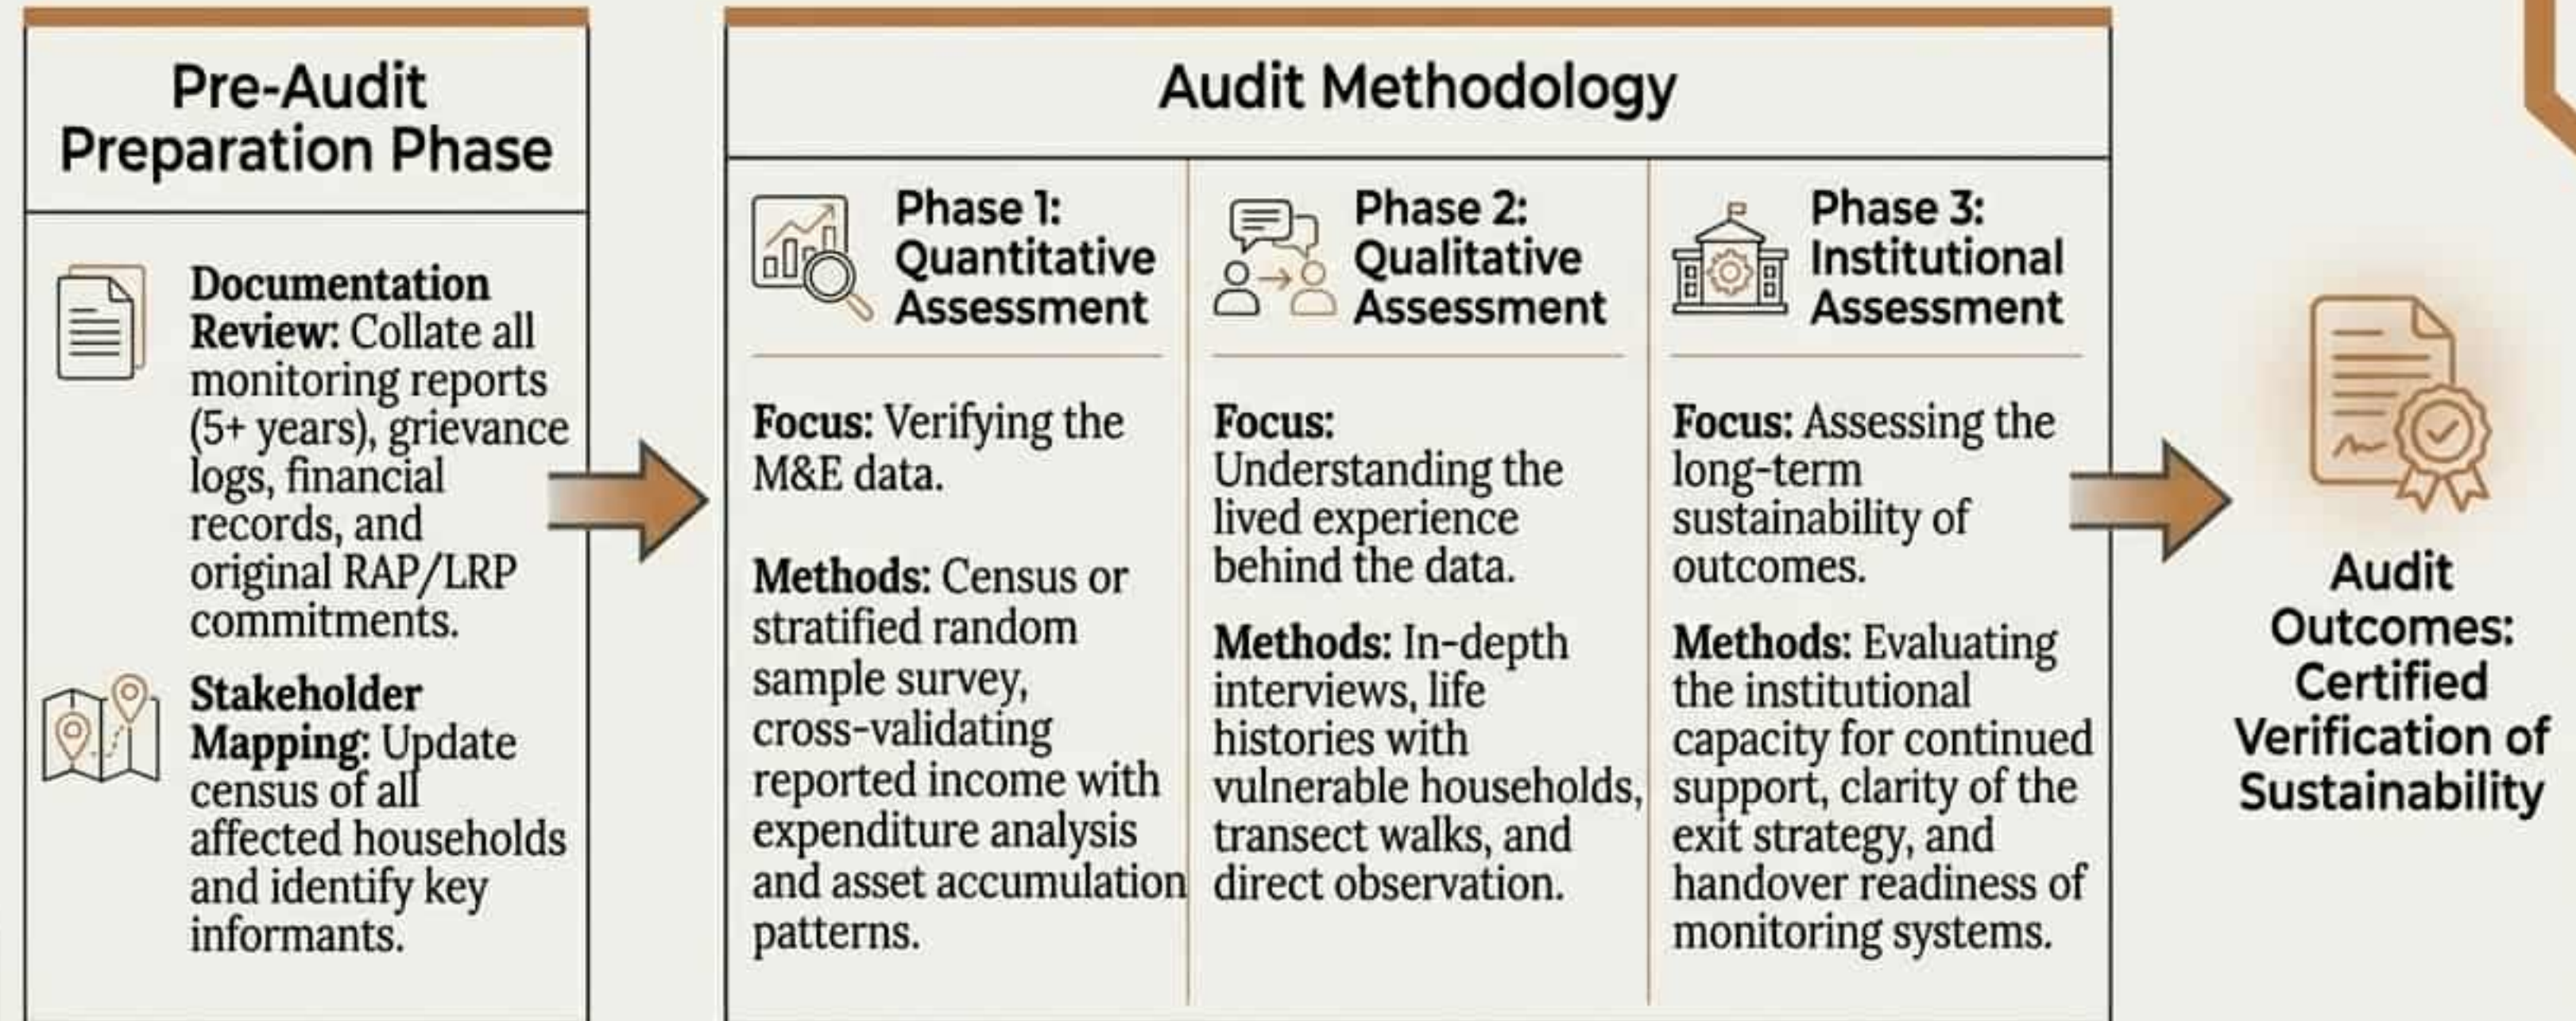 Pre-Audit
Preparation Phase
Documentation
Review: Collate all
monitoring reports
(5+ years), grievance
logs, financial
records, and
original RAP/LRP
commitments.
Stakeholder
Mapping: Update
census of all
affected households
and identify key
informants.
Audit Methodology
Phase 1:
Quantitative
Assessment
Focus: Verifying the
M&E data.
Methods: Census or
stratified random
sample survey,
cross-validating
reported income with
expenditure analysis
and asset accumulation
patterns.
Phase 2:
Qualitative
Assessment
Focus:
Understanding the
lived experience
behind the data.
Methods: In-depth
interviews, life
histories with
vulnerable households,
transect walks, and
direct observation.
Phase 3:
Institutional
Assessment
Focus: Assessing the
long-term
sustainability of
outcomes.
Methods: Evaluating
the institutional
capacity for continued
support, clarity of the
exit strategy, and
handover readiness of
monitoring systems.
Audit
Outcomes:
Certified
Verification of
Sustainability